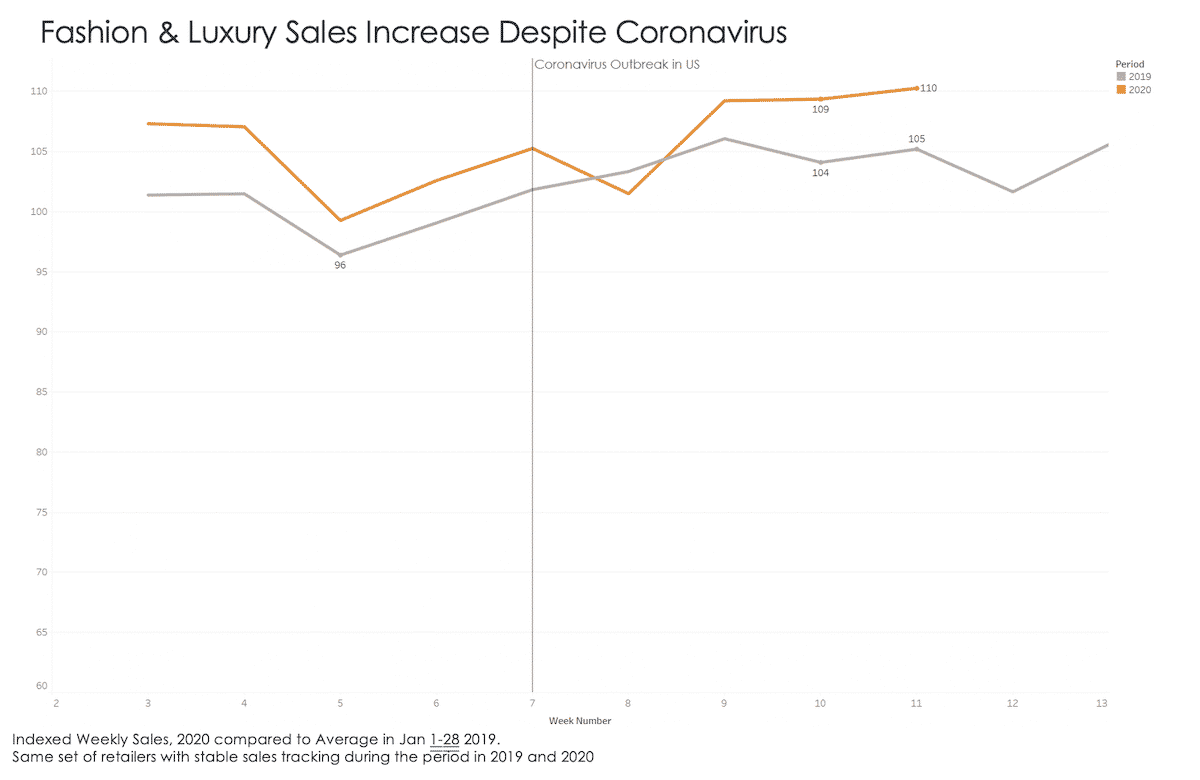 Fashion & Luxury Sales Increase Despite Coronavirus
Coronavirus Outbreak in US
Period
2019
2020
110
105
100
95
90
85
80
75
70
65
60
110
109
105
104
96
2 3 4 5 6 7 8 9 10 11 12 13
Week Number
Indexed Weekly Sales, 2020 compared to Average in Jan 1-28 2019.
Same set of retailers with stable sales tracking during the period in 2019 and 2020